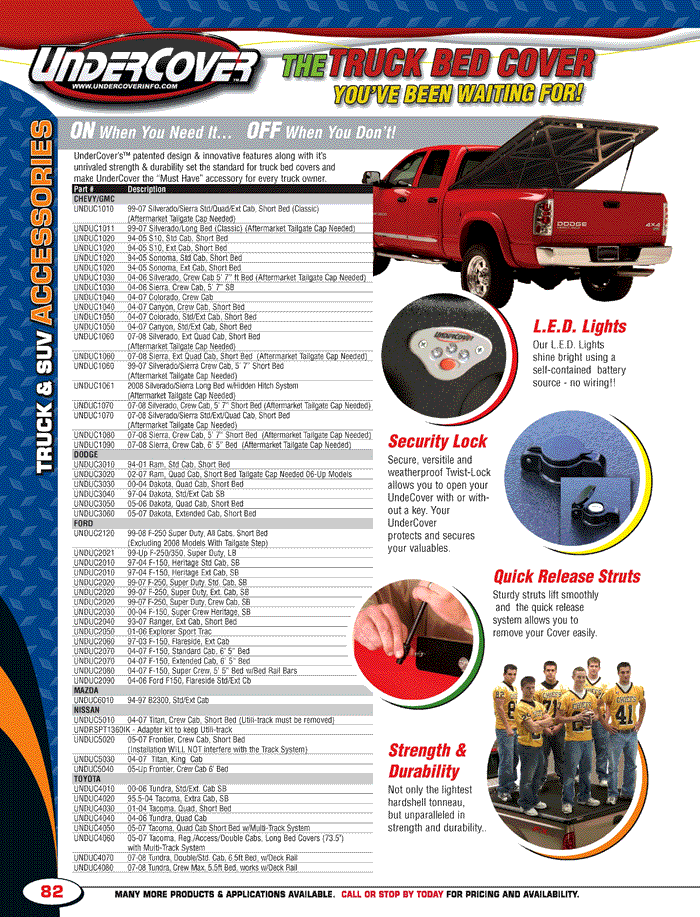 UNDERCOVER
WWW.UNDERCOVERINFO.COM
THE TRUCK BED COVER
YOU'VE BEEN WAITING FOR!
TRUCK & SUV ACCESSORIES
ON When You Need It... OFF When You Don't!
UnderCover's™ patented design & innovative features along with it's
unrivaled strength & durability set the standard for truck bed covers and
make UnderCover the "Must Have" accessory for every truck owner.
Part # Description
CHEVY/GMC
UNDUC1010 99-07 Silverado/Sierra Std/Quad/Ext Cab, Short Bed (Classic)
(Aftermarket Tailgate Cap Needed)
UNDUC1011 99-07 Silverado/Long Bed (Classic) (Aftermarket Tailgate Cap Needed)
UNDUC1020 94-05 S10, Std Cab, Short Bed
UNDUC1020 94-05 S10, Ext Cab, Short Bed
UNDUC1020 94-05 Sonoma, Std Cab, Short Bed
UNDUC1020 94-05 Sonoma, Ext Cab, Short Bed
UNDUC1030 04-06 Silverado, Crew Cab 5' 7" ft Bed (Aftermarket Tailgate Cap Needed)
UNDUC1030 04-06 Sierra, Crew Cab, 5' 7" SB
UNDUC1040 04-07 Colorado, Crew Cab
UNDUC1040 04-07 Canyon, Crew Cab, Short Bed
UNDUC1050 04-07 Colorado, Std/Ext Cab, Short Bed
UNDUC1050 04-07 Canyon, Std/Ext Cab, Short Bed
UNDUC1060 07-08 Silverado, Ext Quad Cab, Short Bed
(Aftermarket Tailgate Cap Needed)
UNDUC1060 07-08 Sierra, Ext Quad Cab, Short Bed (Aftermarket Tailgate Cap Needed)
UNDUC1060 99-07 Silverado/Sierra Crew Cab, 5' 7" Short Bed
(Aftermarket Tailgate Cap Needed)
UNDUC1061 2008 Silverado/Sierra Long Bed w/Hidden Hitch System
(Aftermarket Tailgate Cap Needed)
UNDUC1070 07-08 Silverado, Crew Cab, 5' 7" Short Bed (Aftermarket Tailgate Cap Needed)
UNDUC1070 07-08 Silverado/Sierra Std/Ext/Quad Cab, Short Bed
(Aftermarket Tailgate Cap Needed)
UNDUC1080 07-08 Sierra, Crew Cab, 5' 7" Short Bed (Aftermarket Tailgate Cap Needed)
UNDUC1090 07-08 Sierra, Crew Cab, 6' 5" Bed (Aftermarket Tailgate Cap Needed)
DODGE
UNDUC3010 94-01 Ram, Std Cab, Short Bed
UNDUC3020 02-07 Ram, Quad Cab, Short Bed Tailgate Cap Needed 06-Up Models
UNDUC3030 00-04 Dakota, Quad Cab, Short Bed
UNDUC3040 97-04 Dakota, Std/Ext Cab SB
UNDUC3050 05-06 Dakota, Quad Cab, Short Bed
UNDUC3060 05-07 Dakota, Extended Cab, Short Bed
FORD
UNDUC2120 99-08 F-250 Super Duty, All Cabs, Short Bed
(Excluding 2008 Models With Tailgate Step)
UNDUC2021 99-Up F-250/350, Super Duty, LB
UNDUC2010 97-04 F-150, Heritage Std Cab, SB
UNDUC2010 97-04 F-150, Heritage Ext Cab, SB
UNDUC2020 99-07 F-250, Super Duty, Std. Cab, SB
UNDUC2020 99-07 F-250, Super Duty, Ext. Cab, SB
UNDUC2020 99-07 F-250, Super Duty, Crew Cab, SB
UNDUC2030 00-04 F-150, Super Crew Heritage, SB
UNDUC2040 93-07 Ranger, Ext Cab, Short Bed
UNDUC2050 01-06 Explorer Sport Trac
UNDUC2060 97-03 F-150, Flareside, Ext Cab
UNDUC2070 04-07 F-150, Standard Cab, 6' 5" Bed
UNDUC2070 04-07 F-150, Extended Cab, 6' 5" Bed
UNDUC2080 04-07 F-150, Super Crew, 5' 5" Bed w/Bed Rail Bars
UNDUC2090 04-06 Ford F150, Flareside Std/Ext Cb
MAZDA
UNDUC6010 94-97 B2300, Std/Ext Cab
NISSAN
UNDUC5010 04-07 Titan, Crew Cab, Short Bed (Utili-track must be removed)
UNDRSPT1360IK - Adapter kit to keep Utili-track
UNDUC5020 05-07 Frontier, Crew Cab, Short Bed
(Installation WILL NOT interfere with the Track System)
UNDUC5030 04-07 Titan, King Cab
UNDUC5040 05-Up Frontier, Crew Cab 6' Bed
TOYOTA
UNDUC4010 00-06 Tundra, Std/Ext. Cab SB
UNDUC4020 95.5-04 Tacoma, Extra Cab, SB
UNDUC4030 01-04 Tacoma, Quad, Short Bed
UNDUC4040 04-06 Tundra, Quad Cab
UNDUC4050 05-07 Tacoma, Quad Cab Short Bed w/Multi-Track System
UNDUC4060 05-07 Tacoma, Reg./Access/Double Cabs, Long Bed Covers (73.5")
with Multi-Track System
UNDUC4070 07-08 Tundra, Double/Std. Cab, 6.5ft Bed, w/Deck Rail
UNDUC4080 07-08 Tundra, Crew Max, 5.5ft Bed, works w/Deck Rail
DODGE
4X4
UNDERCOVER
L.E.D. Lights
Our L.E.D. Lights
shine bright using a
self-contained battery
source - no wiring!!
Security Lock
Secure, versitile and
weatherproof Twist-Lock
allows you to open your
UndeCover with or with-
out a key. Your
UnderCover
protects and secures
your valuables.
Quick Release Struts
Sturdy struts lift smoothly
and the quick release
system allows you to
remove your Cover easily.
Strength &
Durability
Not only the lightest
hardshell tonneau,
but unparalleled in
strength and durability..
41
82
MANY MORE PRODUCTS & APPLICATIONS AVAILABLE. CALL OR STOP BY TODAY FOR PRICING AND AVAILABILITY.